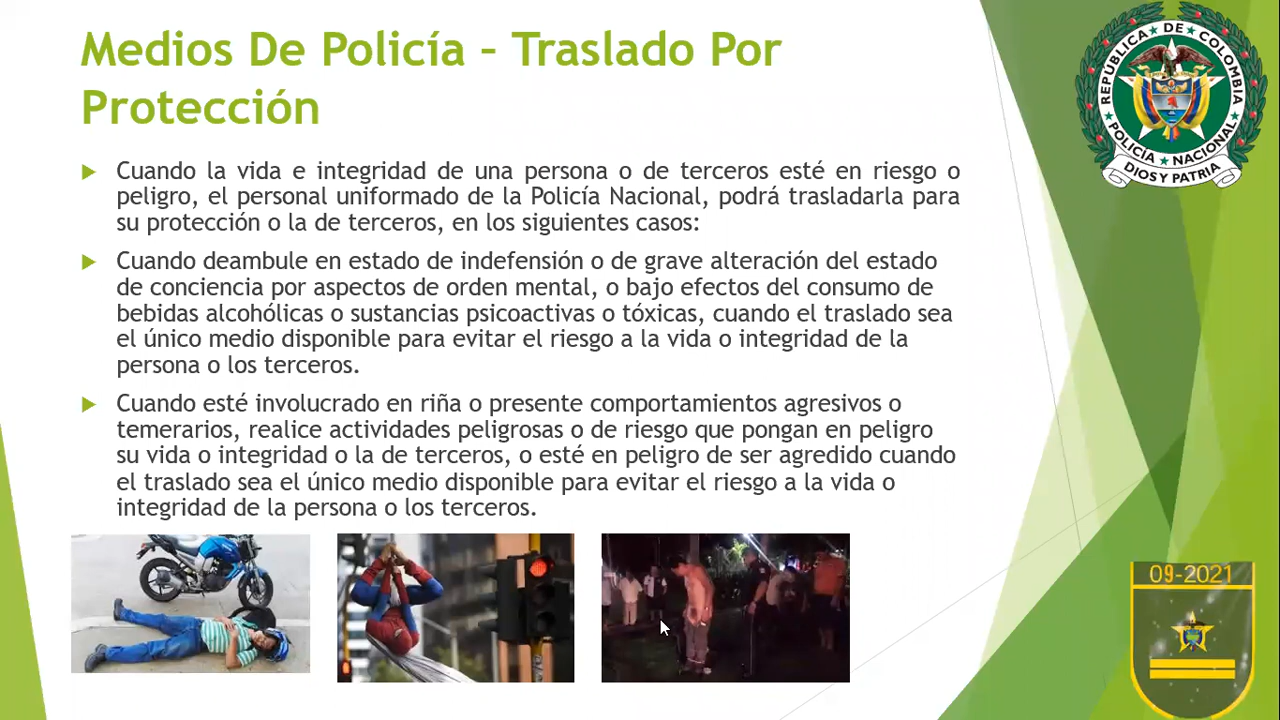 Medios De Policía – Traslado Por
Protección
Cuando la vida e integridad de una persona o de terceros esté en riesgo o
peligro, el personal uniformado de la Policía Nacional, podrá trasladarla para
su protección o la de terceros, en los siguientes casos:
Cuando deambule en estado de indefensión o de grave alteración del estado
de conciencia por aspectos de orden mental, o bajo efectos del consumo de
bebidas alcohólicas o sustancias psicoactivas o tóxicas, cuando el traslado sea
el único medio disponible para evitar el riesgo a la vida o integridad de la
persona o los terceros.
Cuando esté involucrado en riña o presente comportamientos agresivos o
temerarios, realice actividades peligrosas o de riesgo que pongan en peligro
su vida o integridad o la de terceros, o esté en peligro de ser agredido cuando
el traslado sea el único medio disponible para evitar el riesgo a la vida o
integridad de la persona o los terceros.
REPÚBLICA DE COLOMBIA
POLICÍA NACIONAL
DIOS Y PATRIA
09-2021